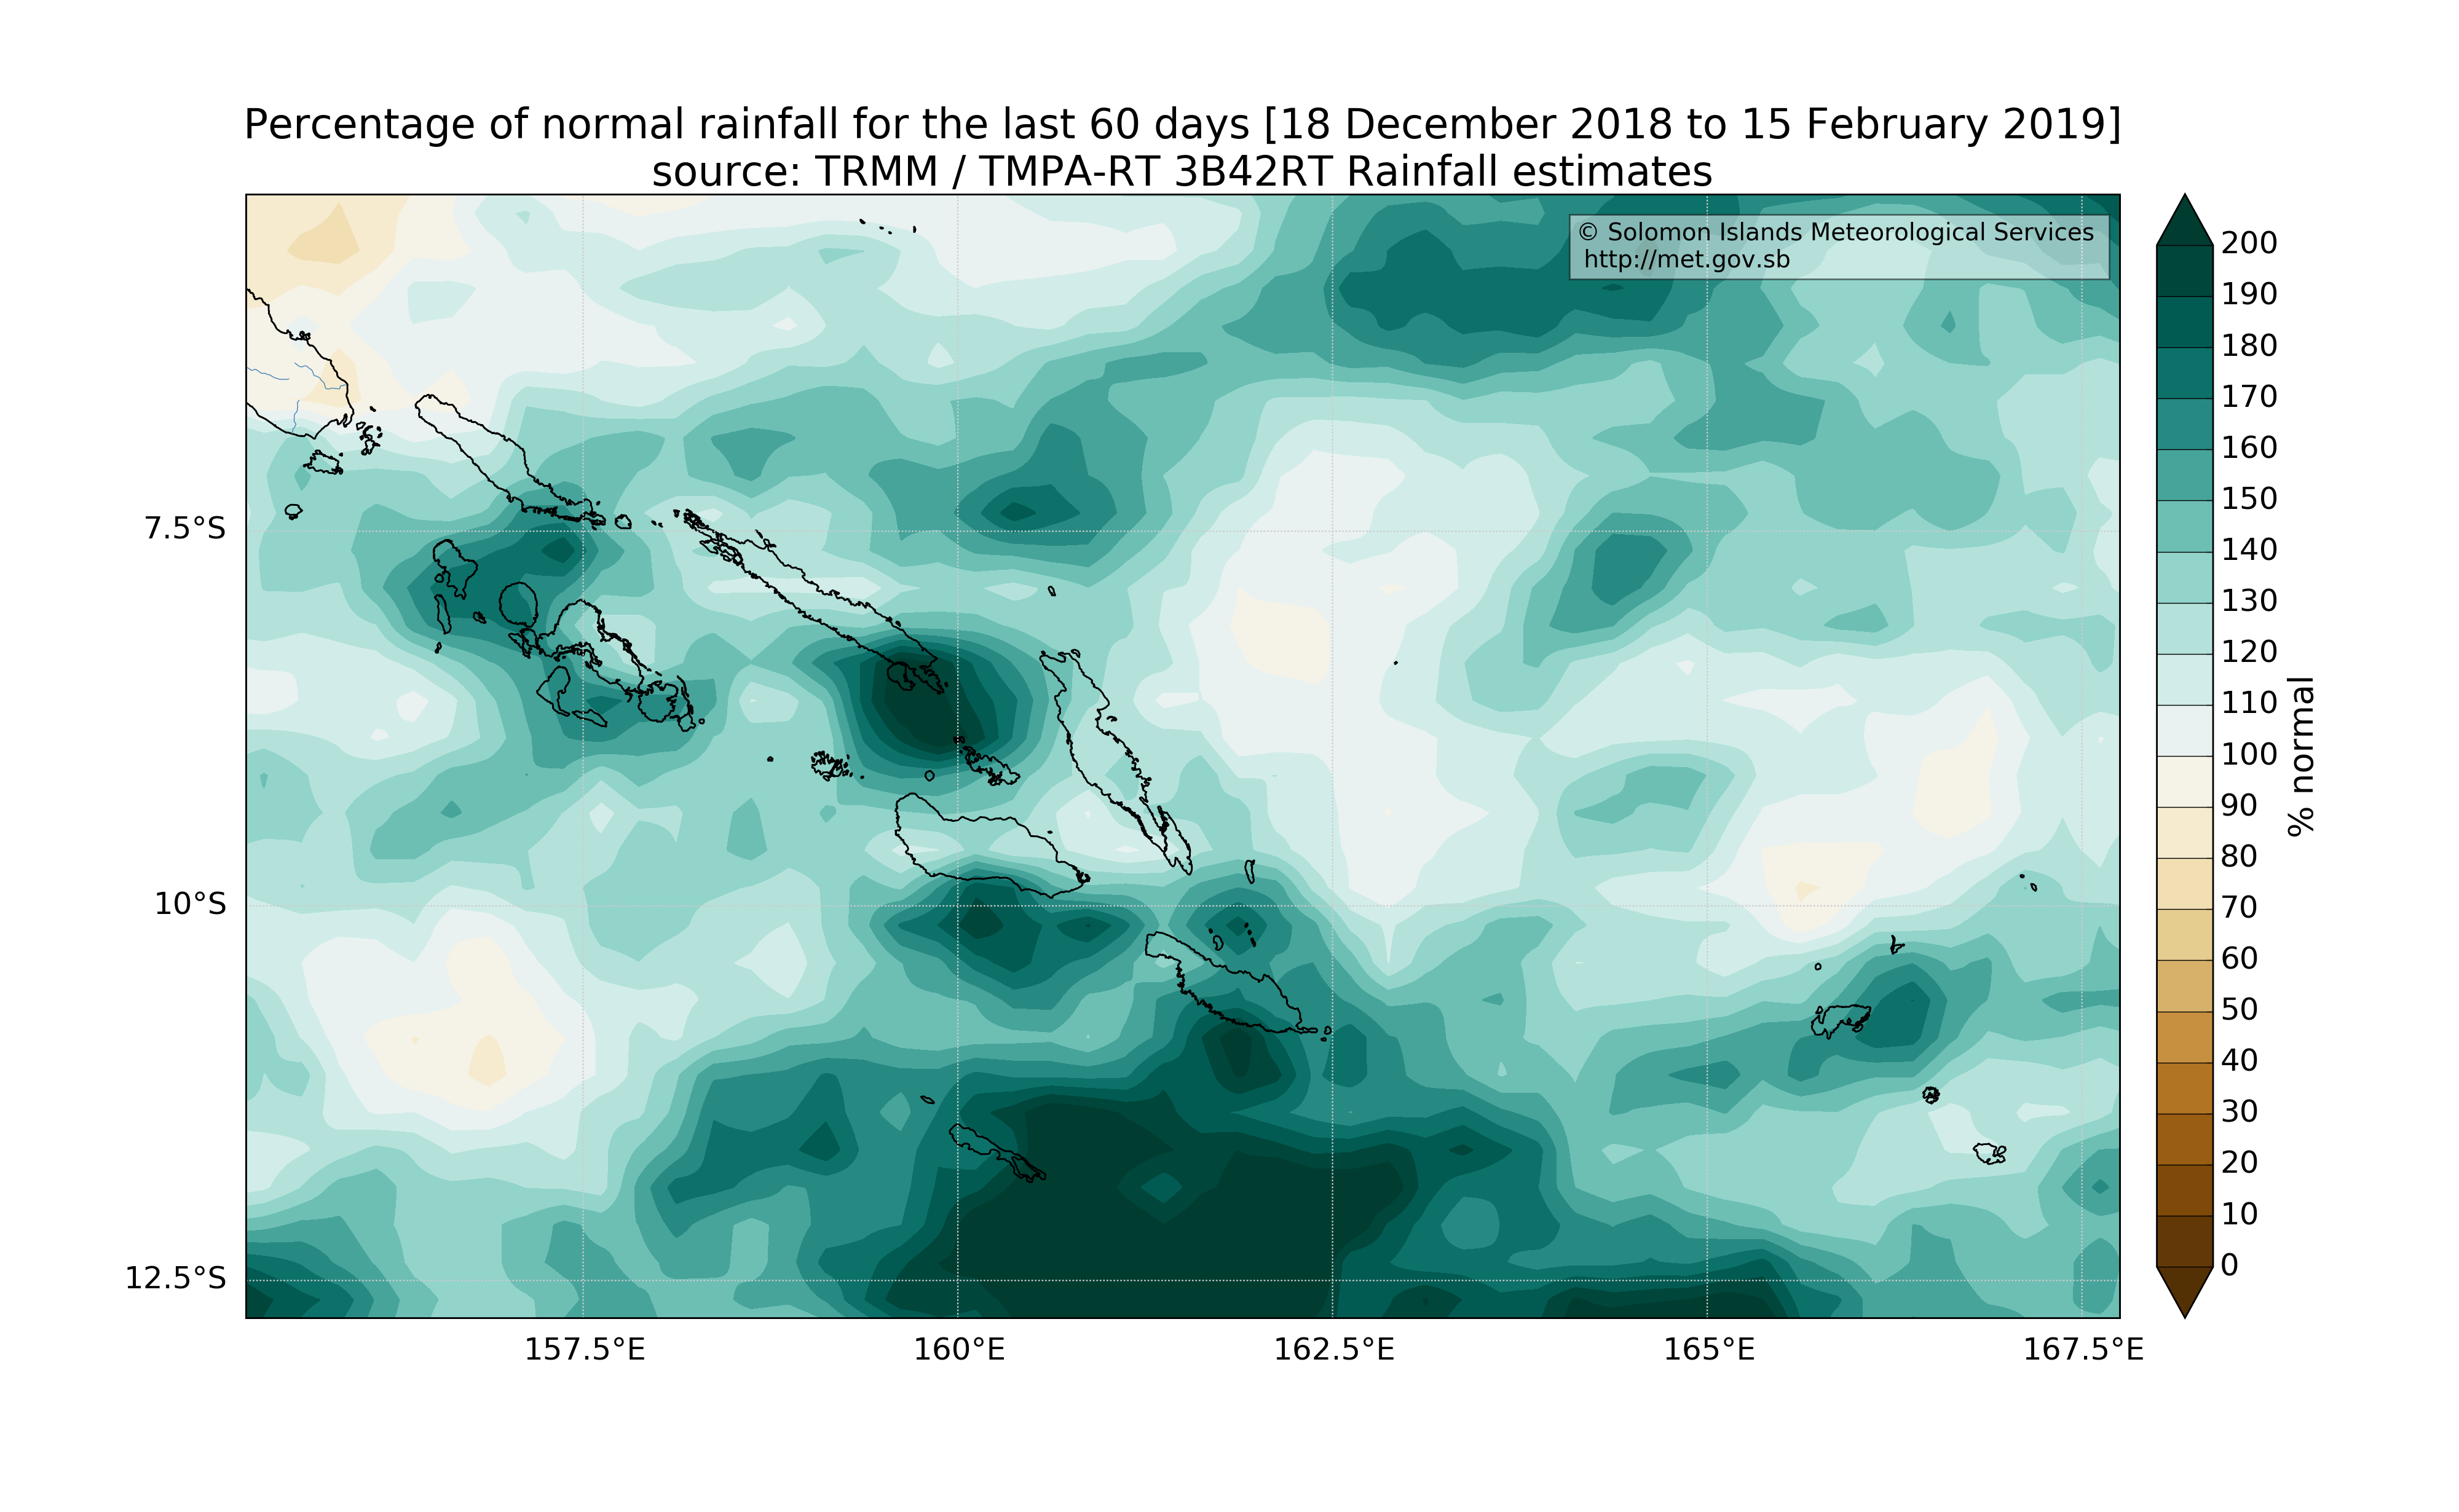 Percentage of normal rainfall for the last 60 days [18 December 2018 to 15 February 2019]
source: TRMM / TMPA-RT 3B42RT Rainfall estimates
© Solomon Islands Meteorological Services
http://met.gov.sb
7.5°S
10°S
12.5°S
157.5°E
160°E
162.5°E
165°E
167.5°E
200
190
180
170
160
150
140
130
120
110
100
90
80
70
60
50
40
30
20
10
0
% normal